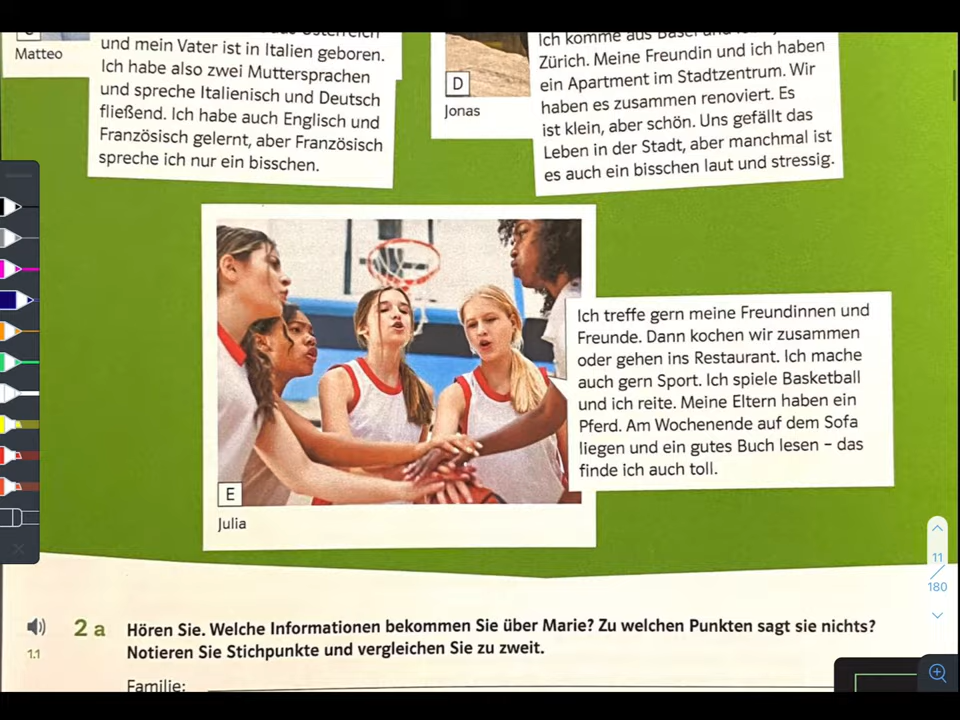 Matteo
und mein Vater ist in Italien geboren.
Ich habe also zwei Muttersprachen
und spreche Italienisch und Deutsch
fließend. Ich habe auch Englisch und
Französisch gelernt, aber Französisch
spreche ich nur ein bisschen.
D
Jonas
Ich komme aus Basel und
Zürich. Meine Freundin und ich haben
ein Apartment im Stadtzentrum. Wir
haben es zusammen renoviert. Es
ist klein, aber schön. Uns gefällt das
Leben in der Stadt, aber manchmal ist
es auch ein bisschen laut und stressig.
E
Julia
Ich treffe gern meine Freundinnen und
Freunde. Dann kochen wir zusammen
oder gehen ins Restaurant. Ich mache
auch gern Sport. Ich spiele Basketball
und ich reite. Meine Eltern haben ein
Pferd. Am Wochenende auf dem Sofa
liegen und ein gutes Buch lesen – das
finde ich auch toll.
11
180
1.1
2 a
Hören Sie. Welche Informationen bekommen Sie über Marie? Zu welchen Punkten sagt sie nichts?
Notieren Sie Stichpunkte und vergleichen Sie zu zweit.
Familie: